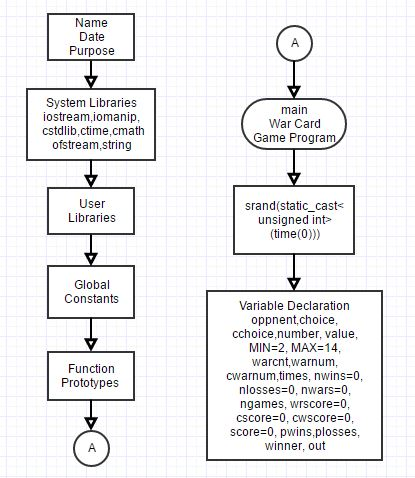 Name
Date
Purpose
System Libraries
iostream,iomanip,
cstdlib,ctime,cmath
ofstream,string
User
Libraries
Global
Constants
Function
Prototypes
A
A
main
War Card
Game Program
srand(static_cast<
unsigned int>
(time(0)))
Variable Declaration
oppnent,choice,
cchoice,number, value,
MIN=2, MAX=14,
warcnt,warnum,
cwarnum,times, nwins=0,
nlosses=0, nwars=0,
ngames, wrscore=0,
cscore=0, cwscore=0,
score=0, pwins,plosses,
winner, out